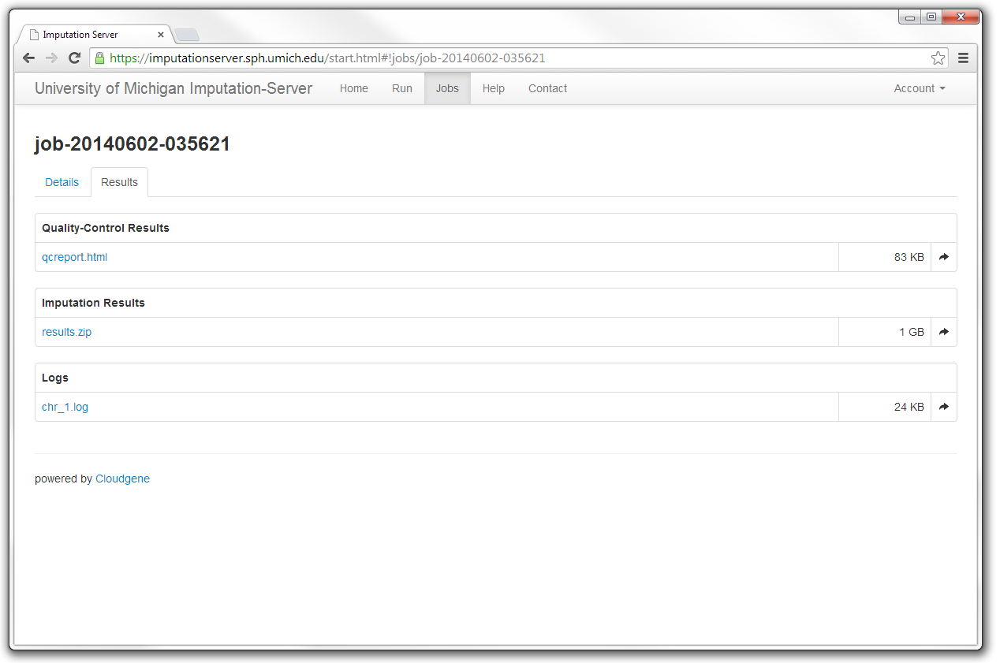 Imputation Server
https://imputationserver.sph.umich.edu/start.html#!jobs/job-20140602-035621
University of Michigan Imputation-Server Home Run Jobs Help Contact Account
job-20140602-035621
Details Results
Quality-Control Results
qcreport.html 83 KB
Imputation Results
results.zip 1 GB
Logs
chr_1.log 24 KB
powered by Cloudgene